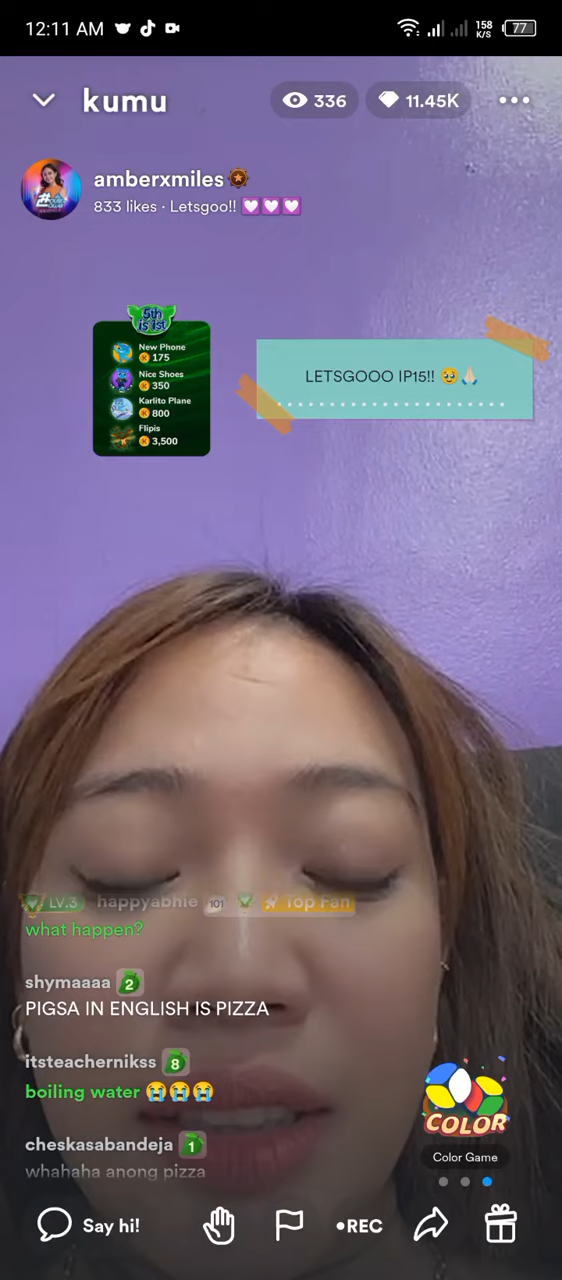 12:11 AM
158
K/S
77
kumu
336
11.45K
amberxmiles
833 likes · Letsgoo!! 💟💟💟
5th
is 1st
New Phone
175
Nice Shoes
350
Karlito Plane
800
Flipis
3,500
LETSGOOO IP15!! 🥹🙏🏻
LV.3 happyabhie 101 Top Fan
what happen?
shymaaaa 2
PIGSA IN ENGLISH IS PIZZA
itsteachernikss 8
boiling water 😭😭😭
cheskasabandeja 1
whahaha anong pizza
COLOR
Color Game
Say hi!
•REC